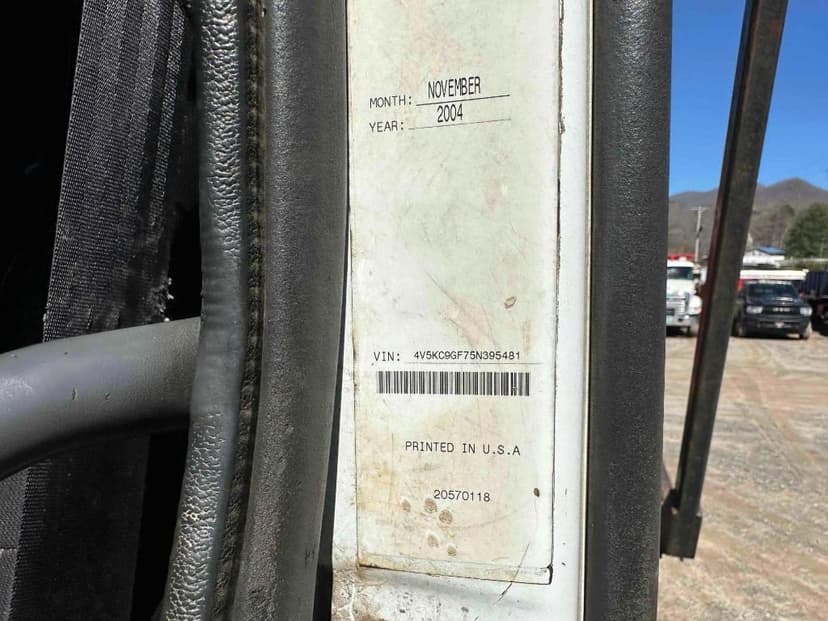 MONTH: NOVEMBER
YEAR: 2004
VIN: 4V5KC9GF75N395481
PRINTED IN U.S.A
20570118